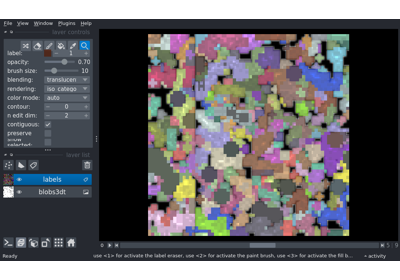 File View Window Plugins Help
layer controls
label: 1
opacity: 0.70
brush size: 10
blending: translucen
rendering: iso_catego
color mode: auto
contour: 0
n edit dim: 2
contiguous:
preserve
selected:
layer list
labels
blobs3dt
Ready
use <1> for activate the label eraser, use <2> for activate the paint brush, use <3> for activate the fill b...
activity